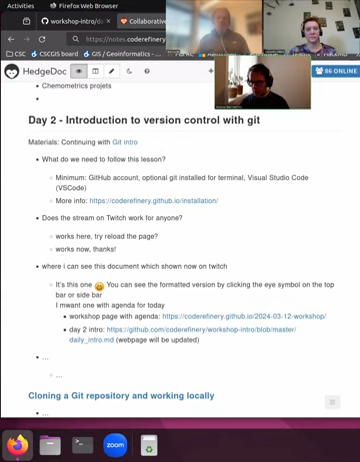 Activities
Firefox Web Browser
workshop-intro/da
Collaborative
https://notes.coderefinery
CSC
CSCGIS board
GIS / Geoinformatics -
HedgeDoc
86 ONLINE
• Chemometrics projets
•
Day 2 - Introduction to version control with git
Materials: Continuing with Git intro
• What do we need to follow this lesson?
◦ Minimum: GitHub account, optional git installed for terminal, Visual Studio Code
(VSCode)
◦ More info: https://coderefinery.github.io/installation/
• Does the stream on Twitch work for anyone?
◦ works here, try reload the page?
◦ works now, thanks!
• where i can see this document which shown now on twitch
◦ It's this one 😀 You can see the formatted version by clicking the eye symbol on the top
bar or side bar
I mwant one with agenda for today
▪ workshop page with agenda: https://coderefinery.github.io/2024-03-12-workshop/
▪ day 2 intro: https://github.com/coderefinery/workshop-intro/blob/master/
daily_intro.md (webpage will be updated)
• ...
◦ ...
Cloning a Git repository and working locally
• ...
zoom